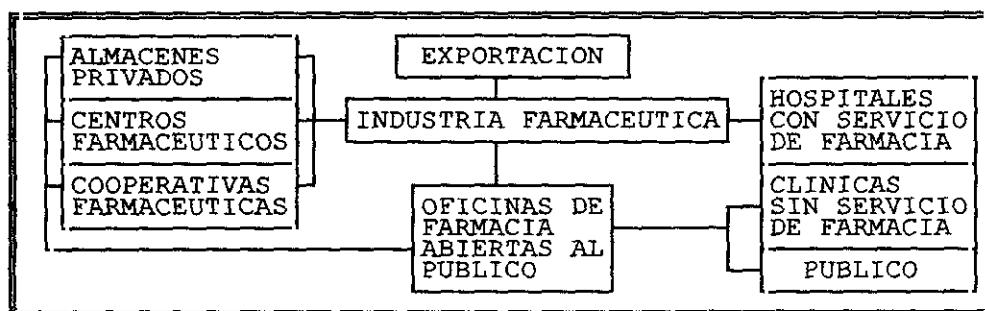 ALMACENES
PRIVADOS
CENTROS
FARMACEUTICOS
COOPERATIVAS
FARMACEUTICAS
EXPORTACION
INDUSTRIA FARMACEUTICA
OFICINAS DE
FARMACIA
ABIERTAS AL
PUBLICO
HOSPITALES
CON SERVICIO
DE FARMACIA
CLINICAS
SIN SERVICIO
DE FARMACIA
PUBLICO